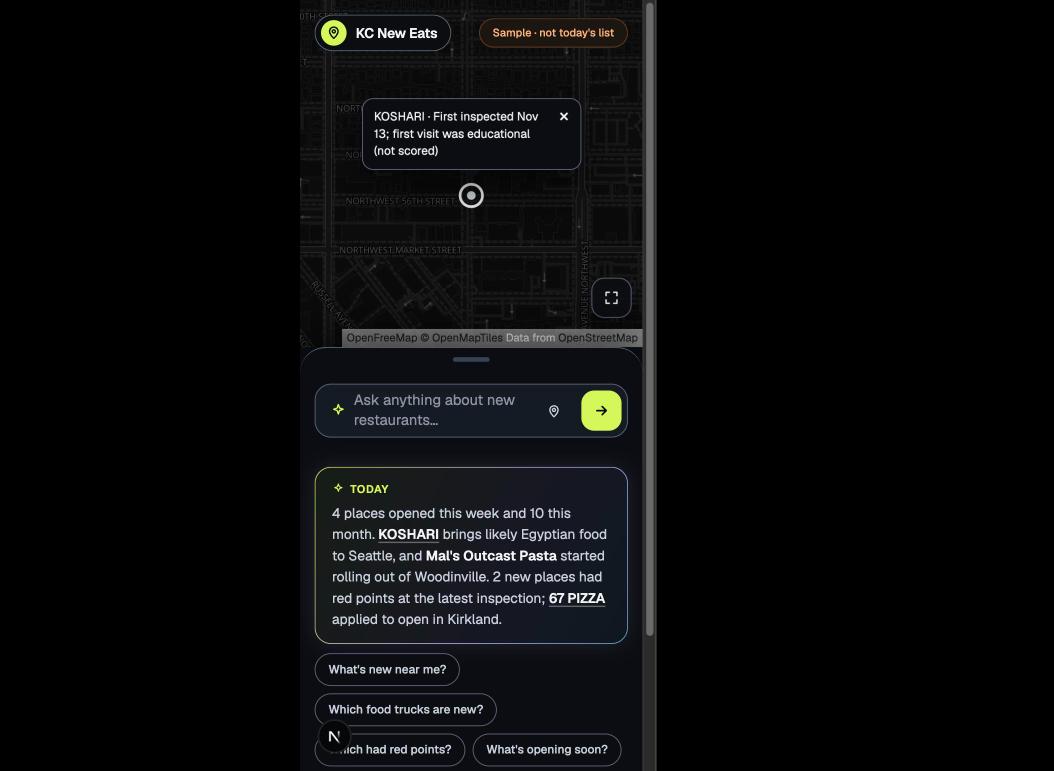 KC New Eats
Sample · not today's list
KOSHARI · First inspected Nov
13; first visit was educational
(not scored)
NORTHWEST 56TH STREET
NORTHWEST MARKET STREET
AVENUE NORTHWEST
OpenFreeMap © OpenMapTiles Data from OpenStreetMap
Ask anything about new
restaurants...
TODAY
4 places opened this week and 10 this
month. KOSHARI brings likely Egyptian food
to Seattle, and Mal's Outcast Pasta started
rolling out of Woodinville. 2 new places had
red points at the latest inspection; 67 PIZZA
applied to open in Kirkland.
What's new near me?
Which food trucks are new?
N
had red points?
What's opening soon?